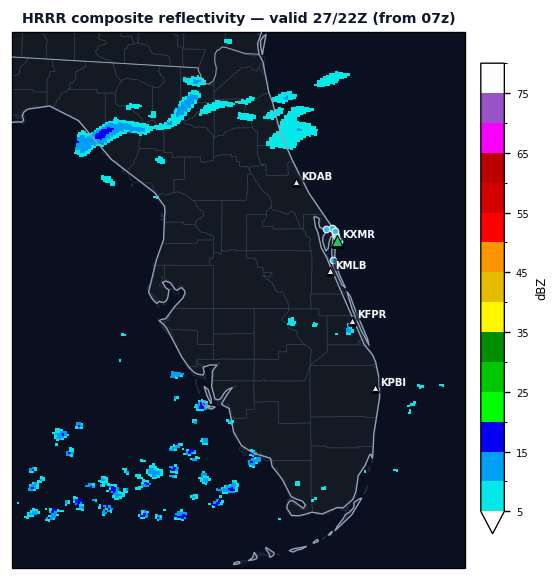 HRRR composite reflectivity — valid 27/22Z (from 07z)
KDAB
KXMR
KMLB
KFPR
KPBI
75
65
55
45
35
25
15
5
dBZ